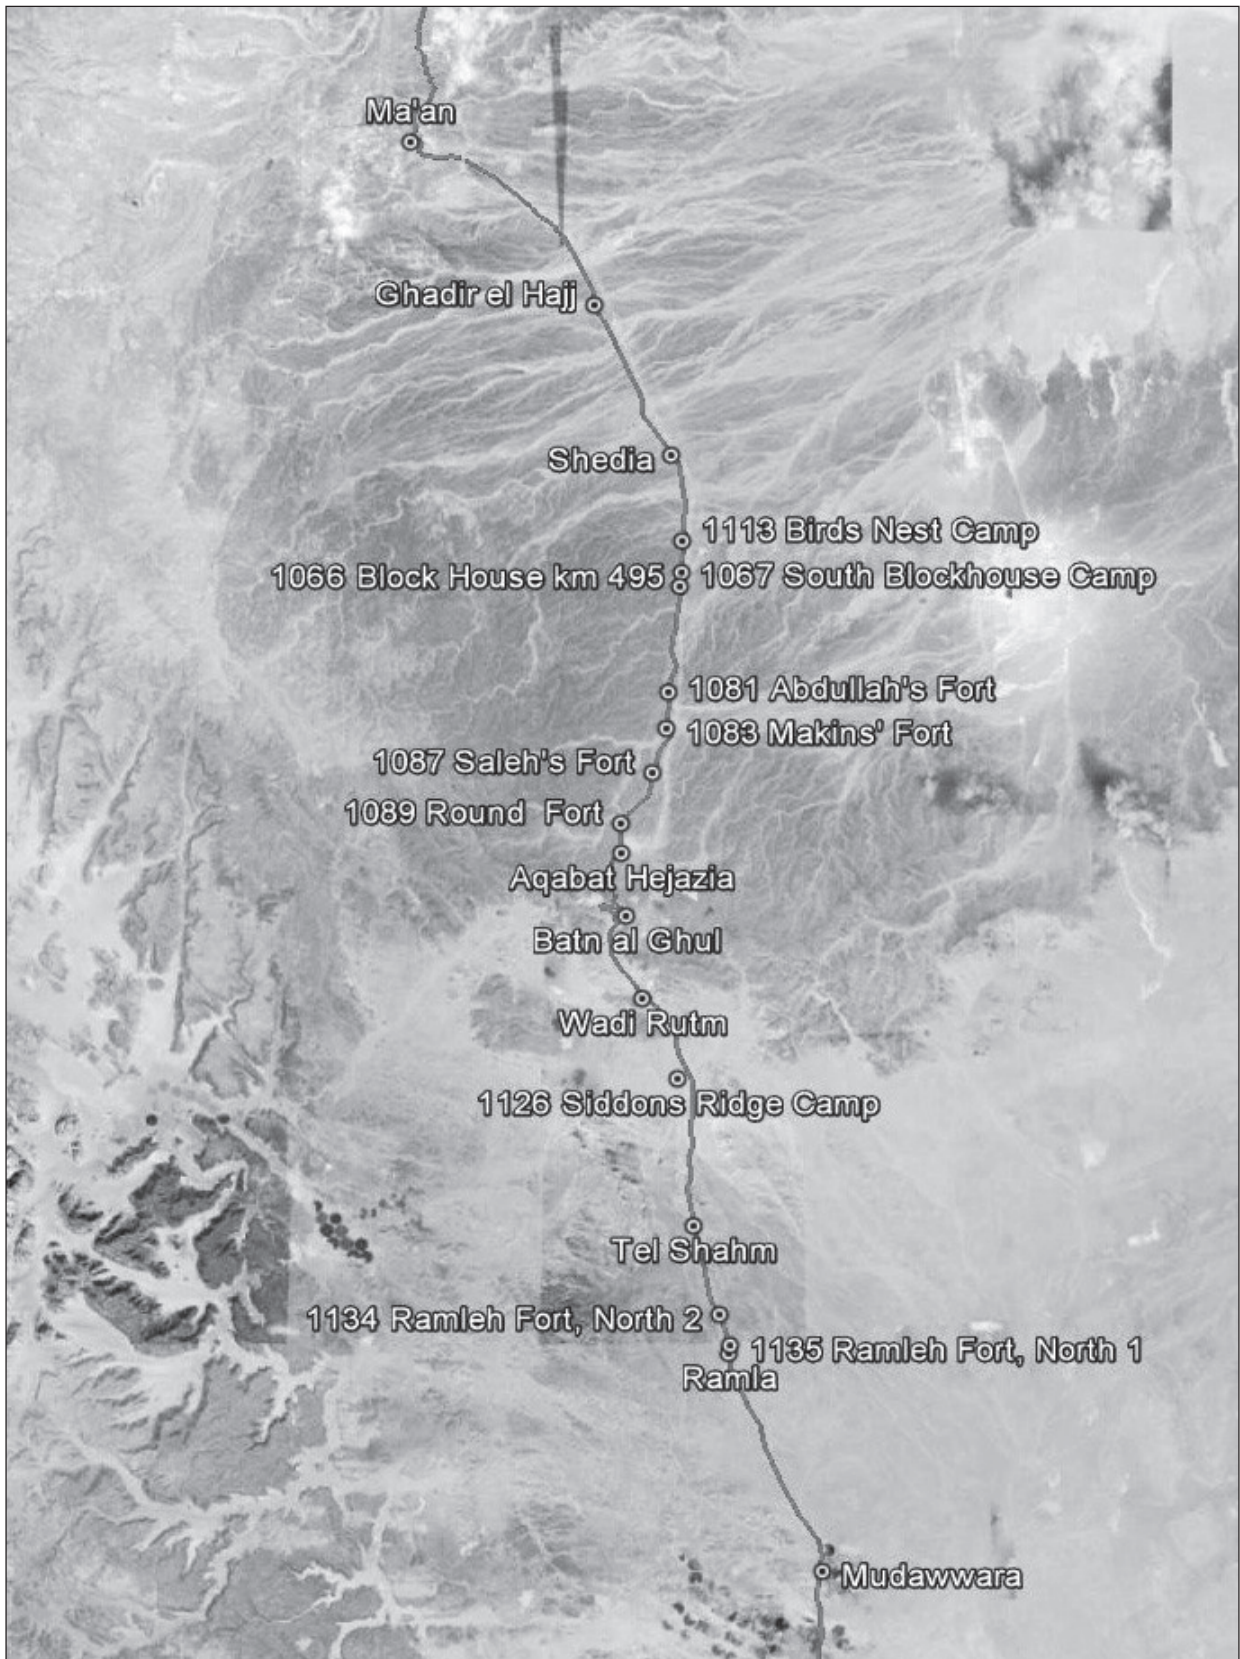 Ma'an
Ghadir el Hajj
Shedia
1113 Birds Nest Camp
1066 Block House km 495
1067 South Blockhouse Camp
1081 Abdullah's Fort
1083 Makins' Fort
1087 Saleh's Fort
1089 Round Fort
Aqabat Hejazia
Batn al Ghul
Wadi Rutm
1126 Siddons Ridge Camp
Tel Shahm
1134 Ramleh Fort, North 2
1135 Ramleh Fort, North 1
Ramla
Mudawwara